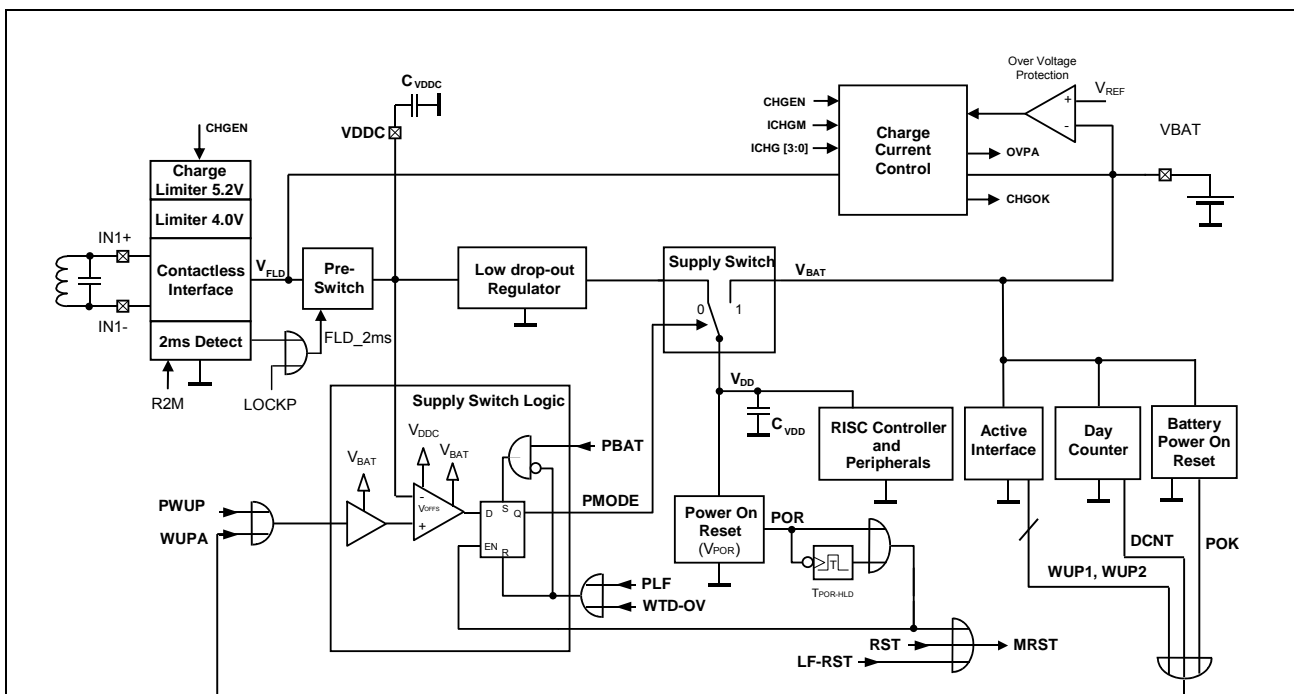 Over Voltage
Protection
C VDDC
VREF
CHGEN
CHGEN
VDDC
ICHGM
ICHG [3:0]
Charge
Current
Control
+
-
VBAT
OVPA
CHGOK
Charge
Limiter 5.2V
Limiter 4.0V
IN1+
Contactless
Interface
VFLD
Pre-
Switch
Low drop-out
Regulator
Supply Switch
VBAT
0
1
IN1-
2ms Detect
FLD_2ms
R2M
LOCKP
VDD
C VDD
Supply Switch Logic
RISC Controller
and
Peripherals
Active
Interface
Day
Counter
Battery
Power On
Reset
VDDC
VBAT
VBAT
PBAT
PWUP
WUPA
-
VOFFS
+
D
S
Q
EN
R
PMODE
Power On
Reset
(VPOR)
POR
T
TPOR-HLD
DCNT
POK
WUP1, WUP2
PLF
WTD-OV
RST
LF-RST
MRST